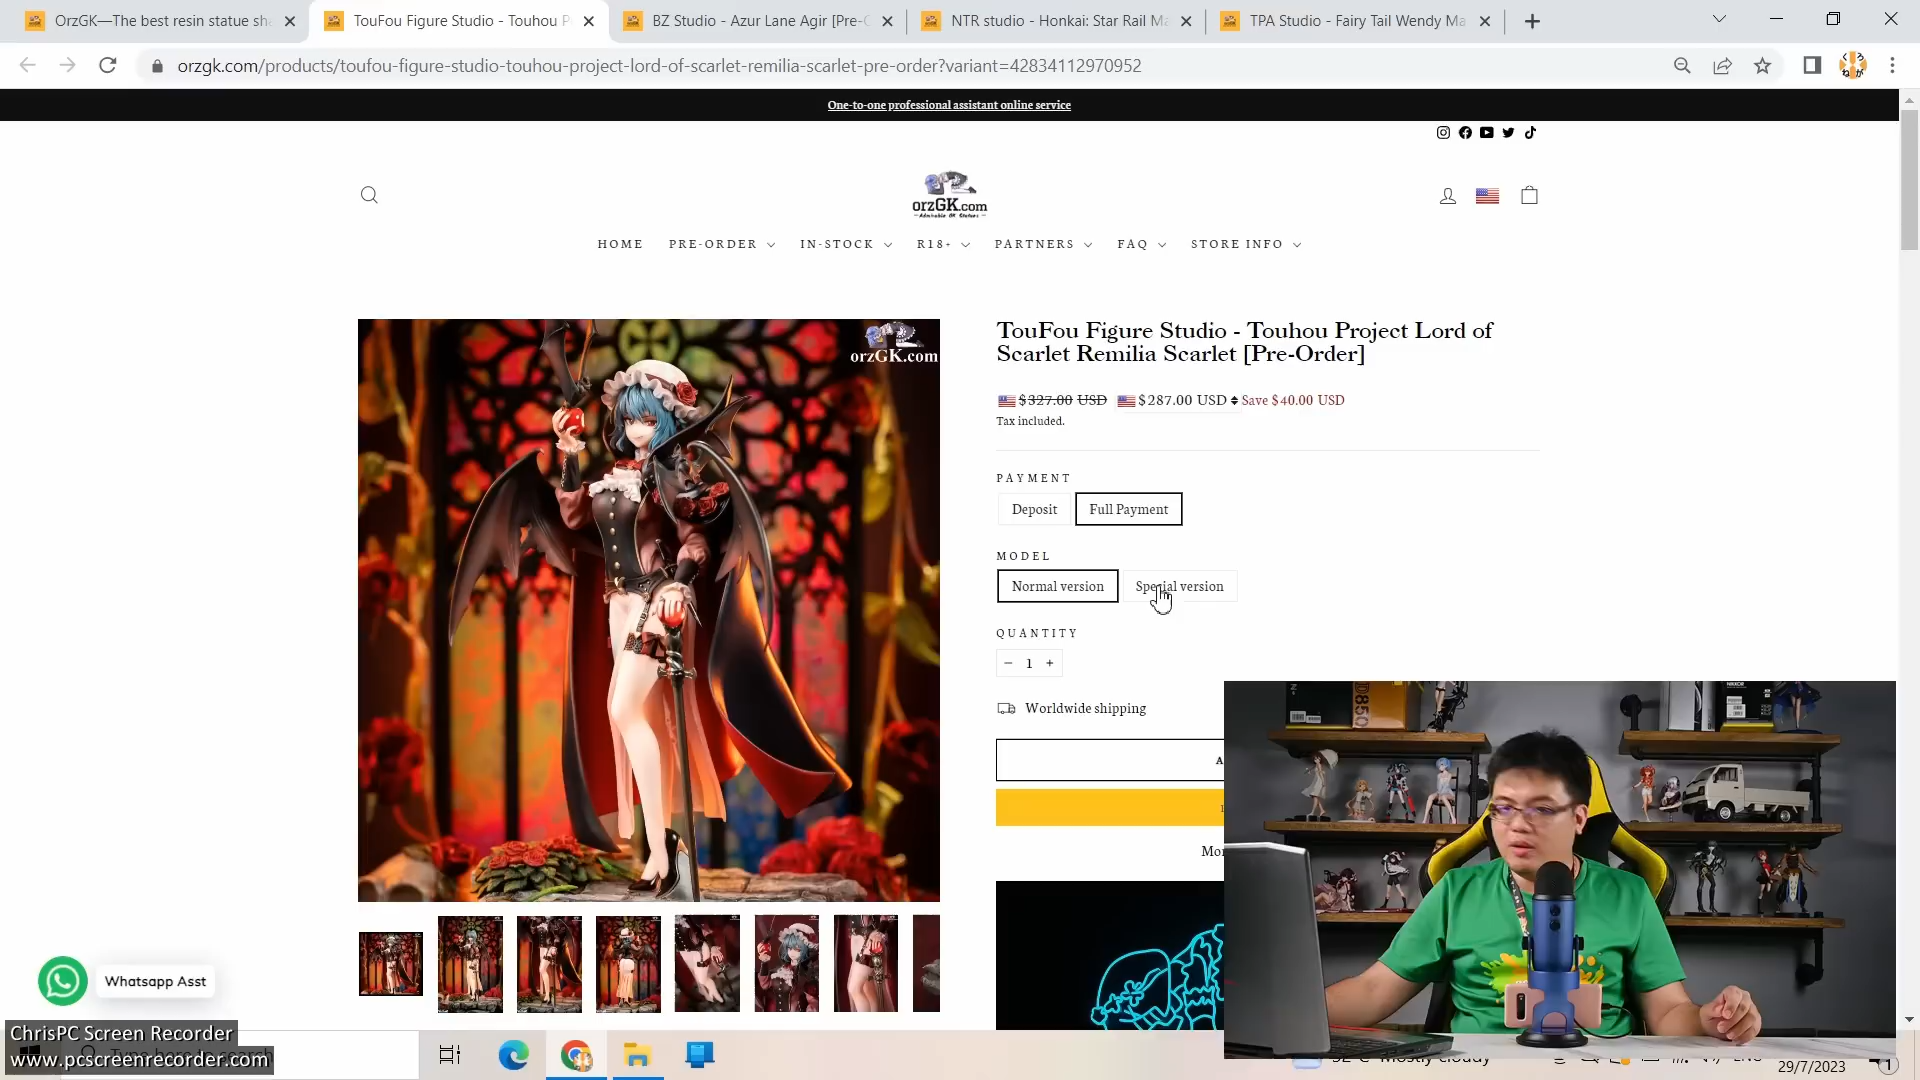 OrzGK—The best resin statue sh
TouFou Figure Studio - Touhou P
BZ Studio - Azur Lane Agir [Pre-O
NTR studio - Honkai: Star Rail Ma
TPA Studio - Fairy Tail Wendy Ma
orzgk.com/products/toufou-figure-studio-touhou-project-lord-of-scarlet-remilia-scarlet-pre-order?variant=42834112970952
One-to-one professional assistant online service
orzGK.com
HOME PRE-ORDER IN-STOCK R18+ PARTNERS FAQ STORE INFO
orzGK.com
TouFou Figure Studio - Touhou Project Lord of
Scarlet Remilia Scarlet [Pre-Order]
$327.00 USD $287.00 USD Save $40.00 USD
Tax included.
PAYMENT
Deposit Full Payment
MODEL
Normal version Special version
QUANTITY
− 1 +
Worldwide shipping
A
Mor
D850
Whatsapp Asst
ChrisPC Screen Recorder
www.pcscreenrecorder.com
32°C Mostly cloudy
29/7/2023
1